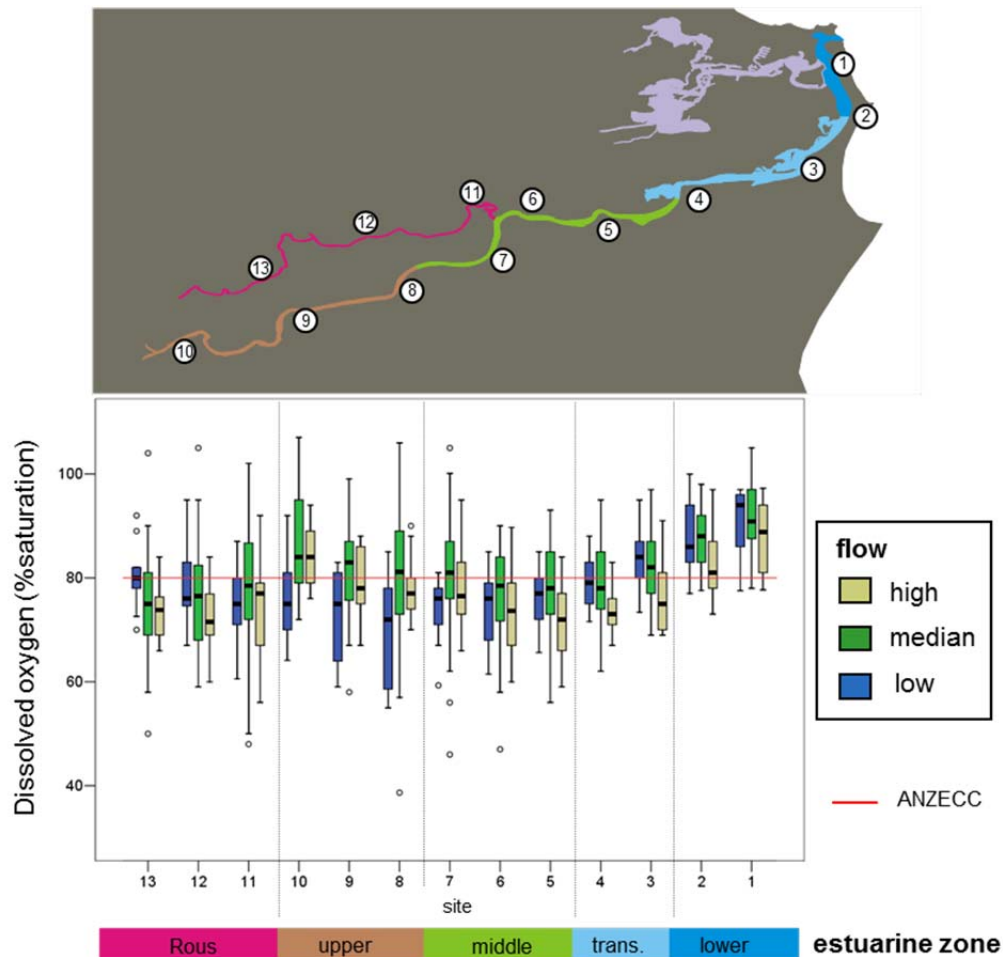 1
2
3
4
5
6
7
8
9
10
11
12
13
Dissolved oxygen (%saturation)
100
80
60
40
13 12 11 10 9 8 7 6 5 4 3 2 1
site
flow
high
median
low
ANZECC
Rous upper middle trans. lower estuarine zone